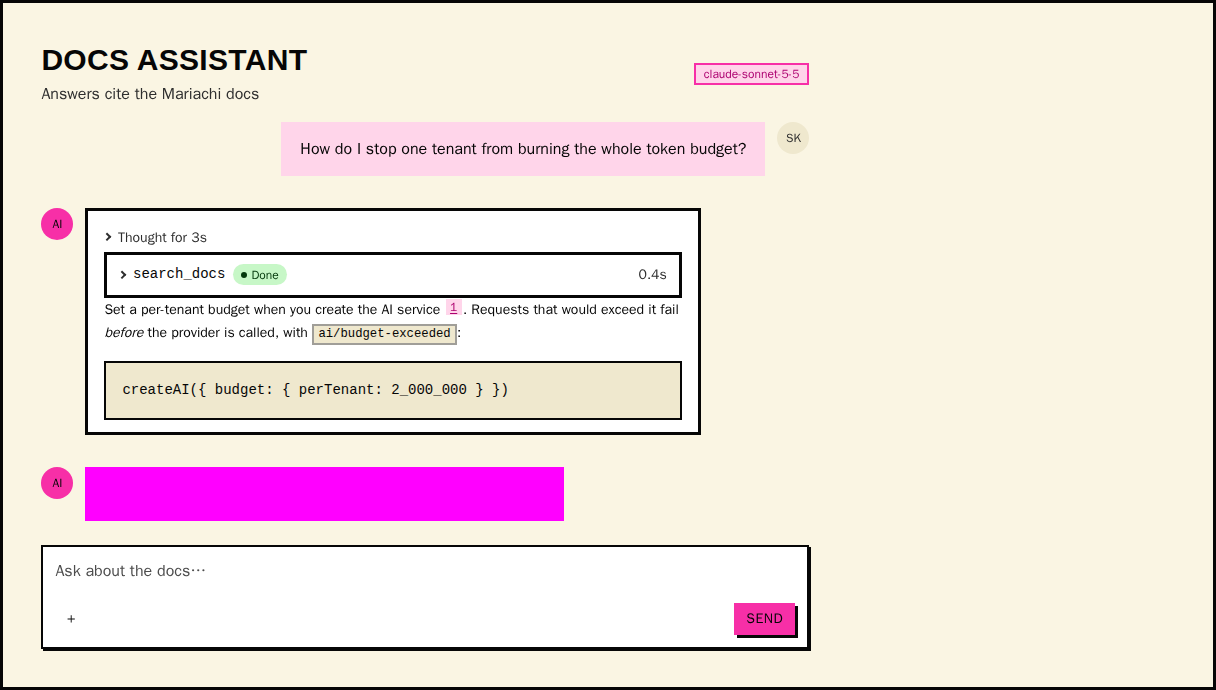 DOCS ASSISTANT
Answers cite the Mariachi docs
claude-sonnet-5-5
How do I stop one tenant from burning the whole token budget?
SK
AI
Thought for 3s
search_docs Done 0.4s
Set a per-tenant budget when you create the AI service 1. Requests that would exceed it fail
before the provider is called, with ai/budget-exceeded:
createAI({ budget: { perTenant: 2_000_000 } })
AI
Ask about the docs…
+
SEND